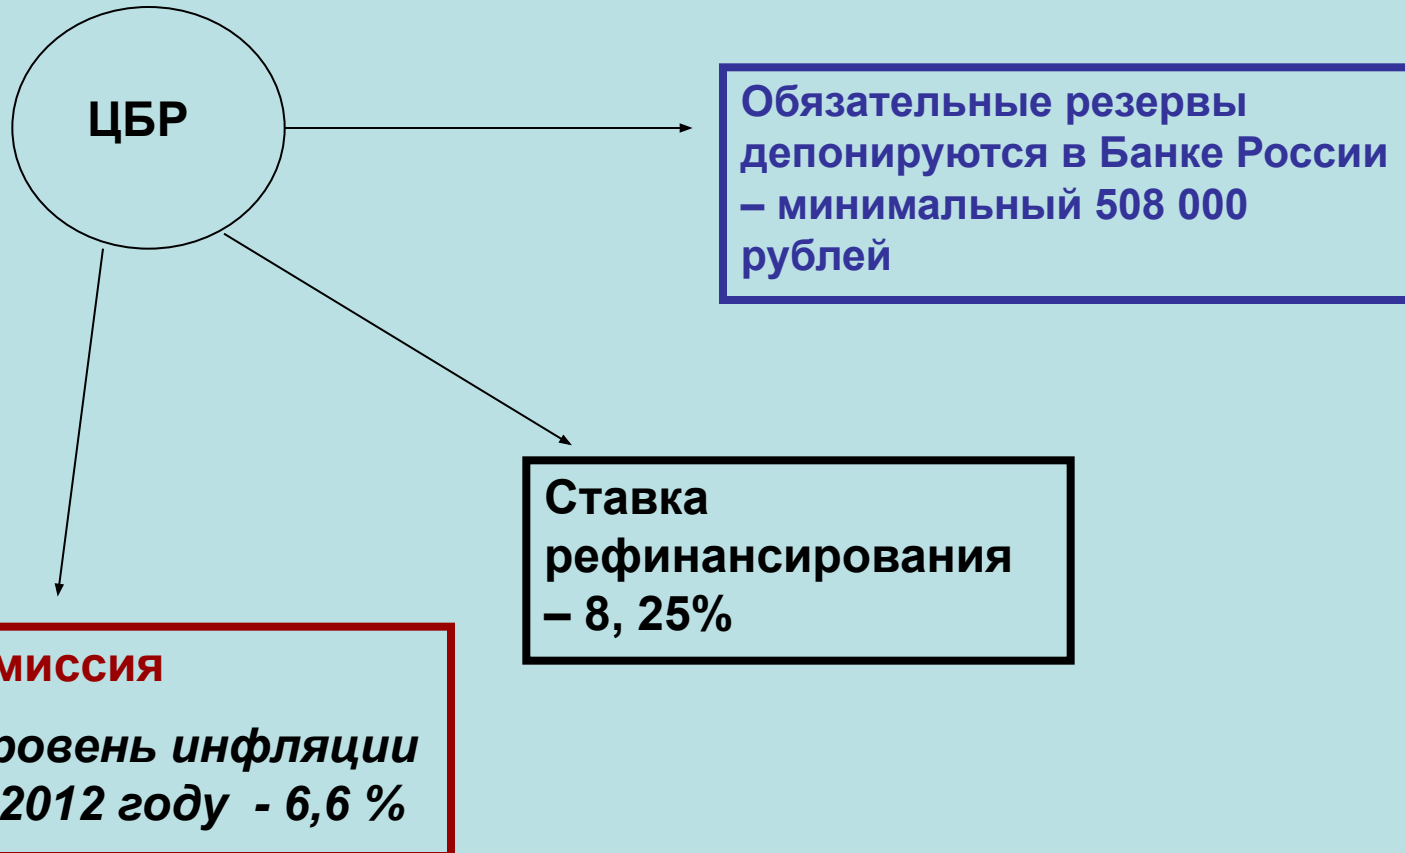 ЦБР
Обязательные резервы
депонируются в Банке России
– минимальный 508 000
рублей
Ставка
рефинансирования
– 8, 25%
миссия
ровень инфляции
2012 году - 6,6 %